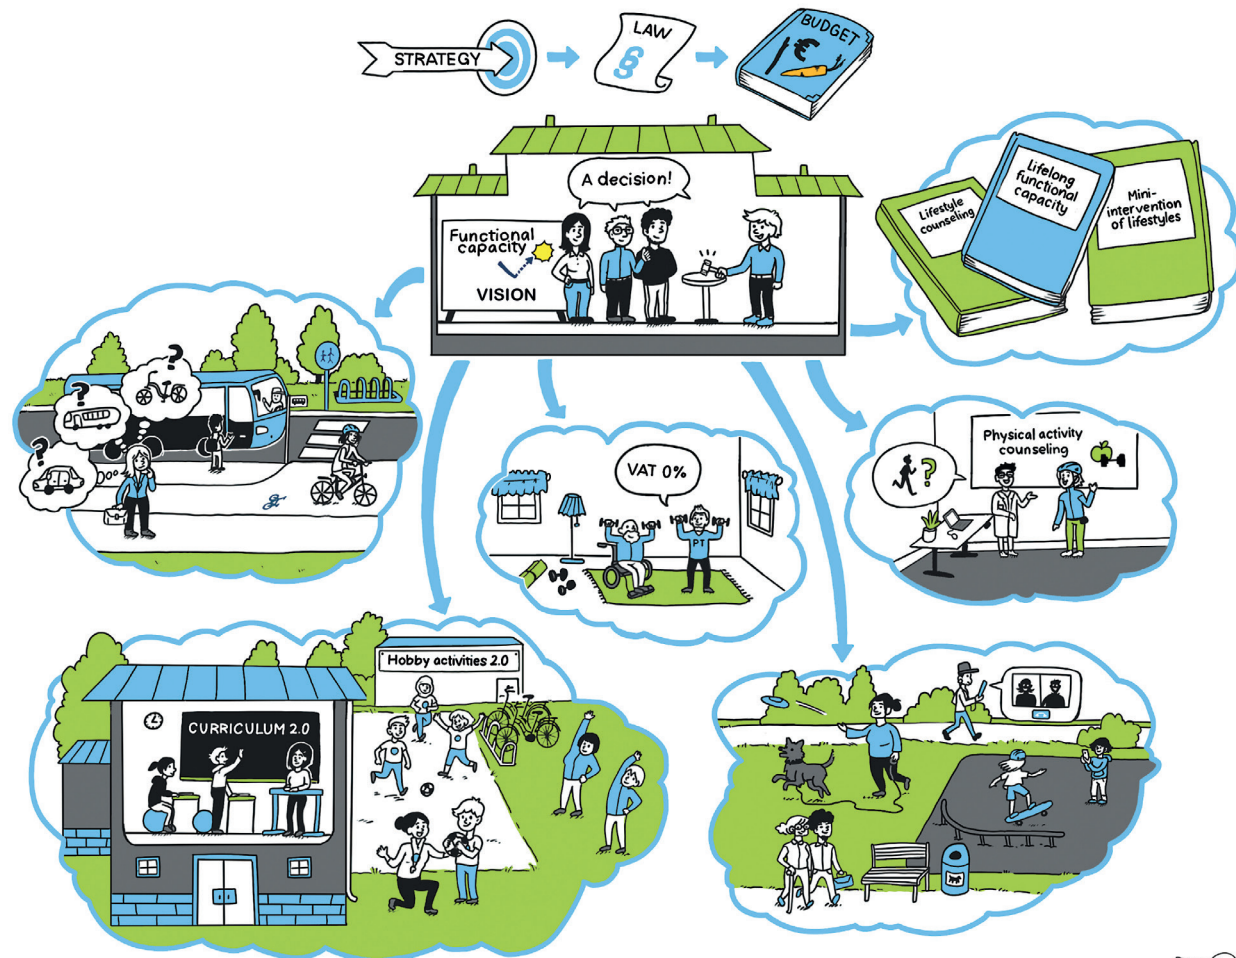 STRATEGY
LAW
§
BUDGET
€
A decision!
Functional
capacity
VISION
Lifestyle
counseling
Lifelong
functional
capacity
Mini-
intervention
of lifestyles
?
?
?
VAT 0%
PT
Physical activity
counseling
?
Hobby activities 2.0
CURRICULUM 2.0